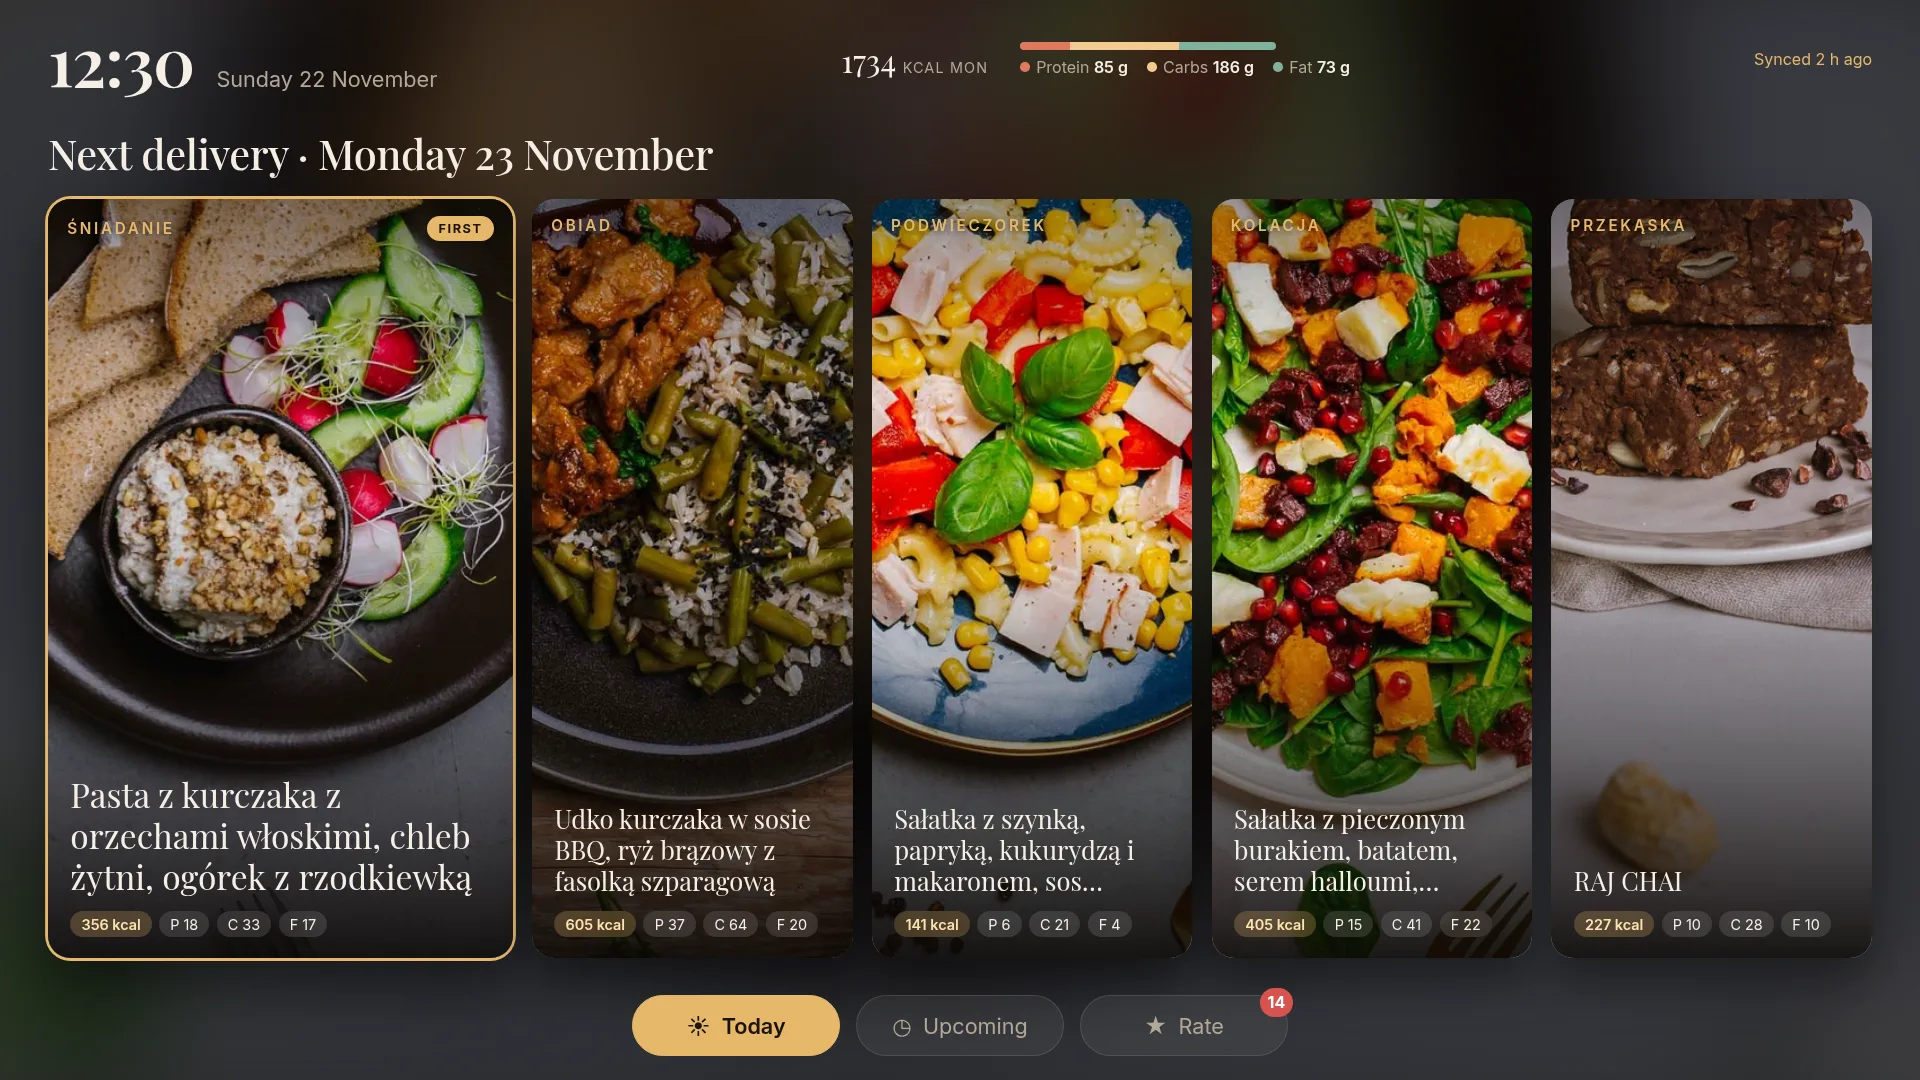 12:30
Sunday 22 November
1734 KCAL MON
Protein 85 g Carbs 186 g Fat 73 g
Synced 2 h ago
Next delivery · Monday 23 November
ŚNIADANIE
FIRST
Pasta z kurczaka z
orzechami włoskimi, chleb
żytni, ogórek z rzodkiewką
356 kcal P 18 C 33 F 17
OBIAD
Udko kurczaka w sosie
BBQ, ryż brązowy z
fasolką szparagową
605 kcal P 37 C 64 F 20
PODWIECZOREK
Sałatka z szynką,
papryką, kukurydzą i
makaronem, sos...
141 kcal P 6 C 21 F 4
KOLACJA
Sałatka z pieczonym
burakiem, batatem,
serem halloumi,...
405 kcal P 15 C 41 F 22
PRZEKĄSKA
RAJ CHAI
227 kcal P 10 C 28 F 10
Today
Upcoming
Rate
14